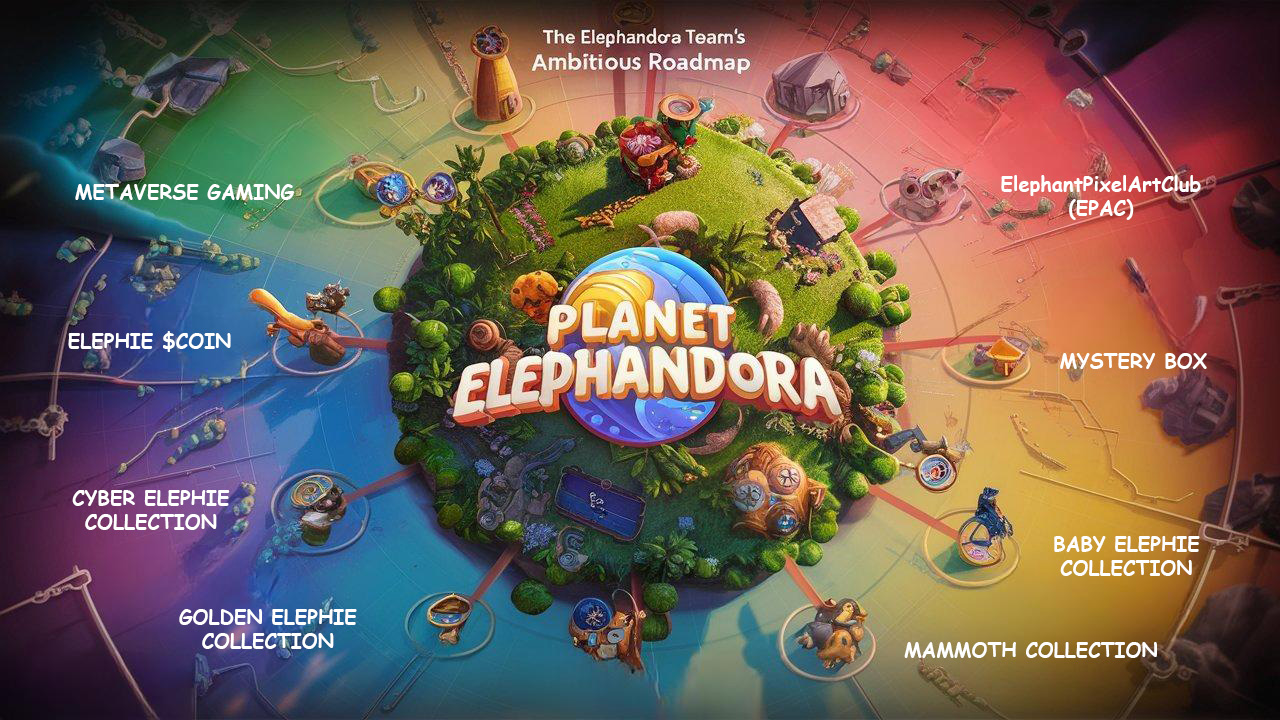 The Elephandora Team's
Ambitious Roadmap
METAVERSE GAMING
ElephantPixelArtClub
(EPAC)
PLANET
ELEPHANDORA
ELEPHIE $COIN
MYSTERY BOX
CYBER ELEPHIE
COLLECTION
BABY ELEPHIE
COLLECTION
GOLDEN ELEPHIE
COLLECTION
MAMMOTH COLLECTION